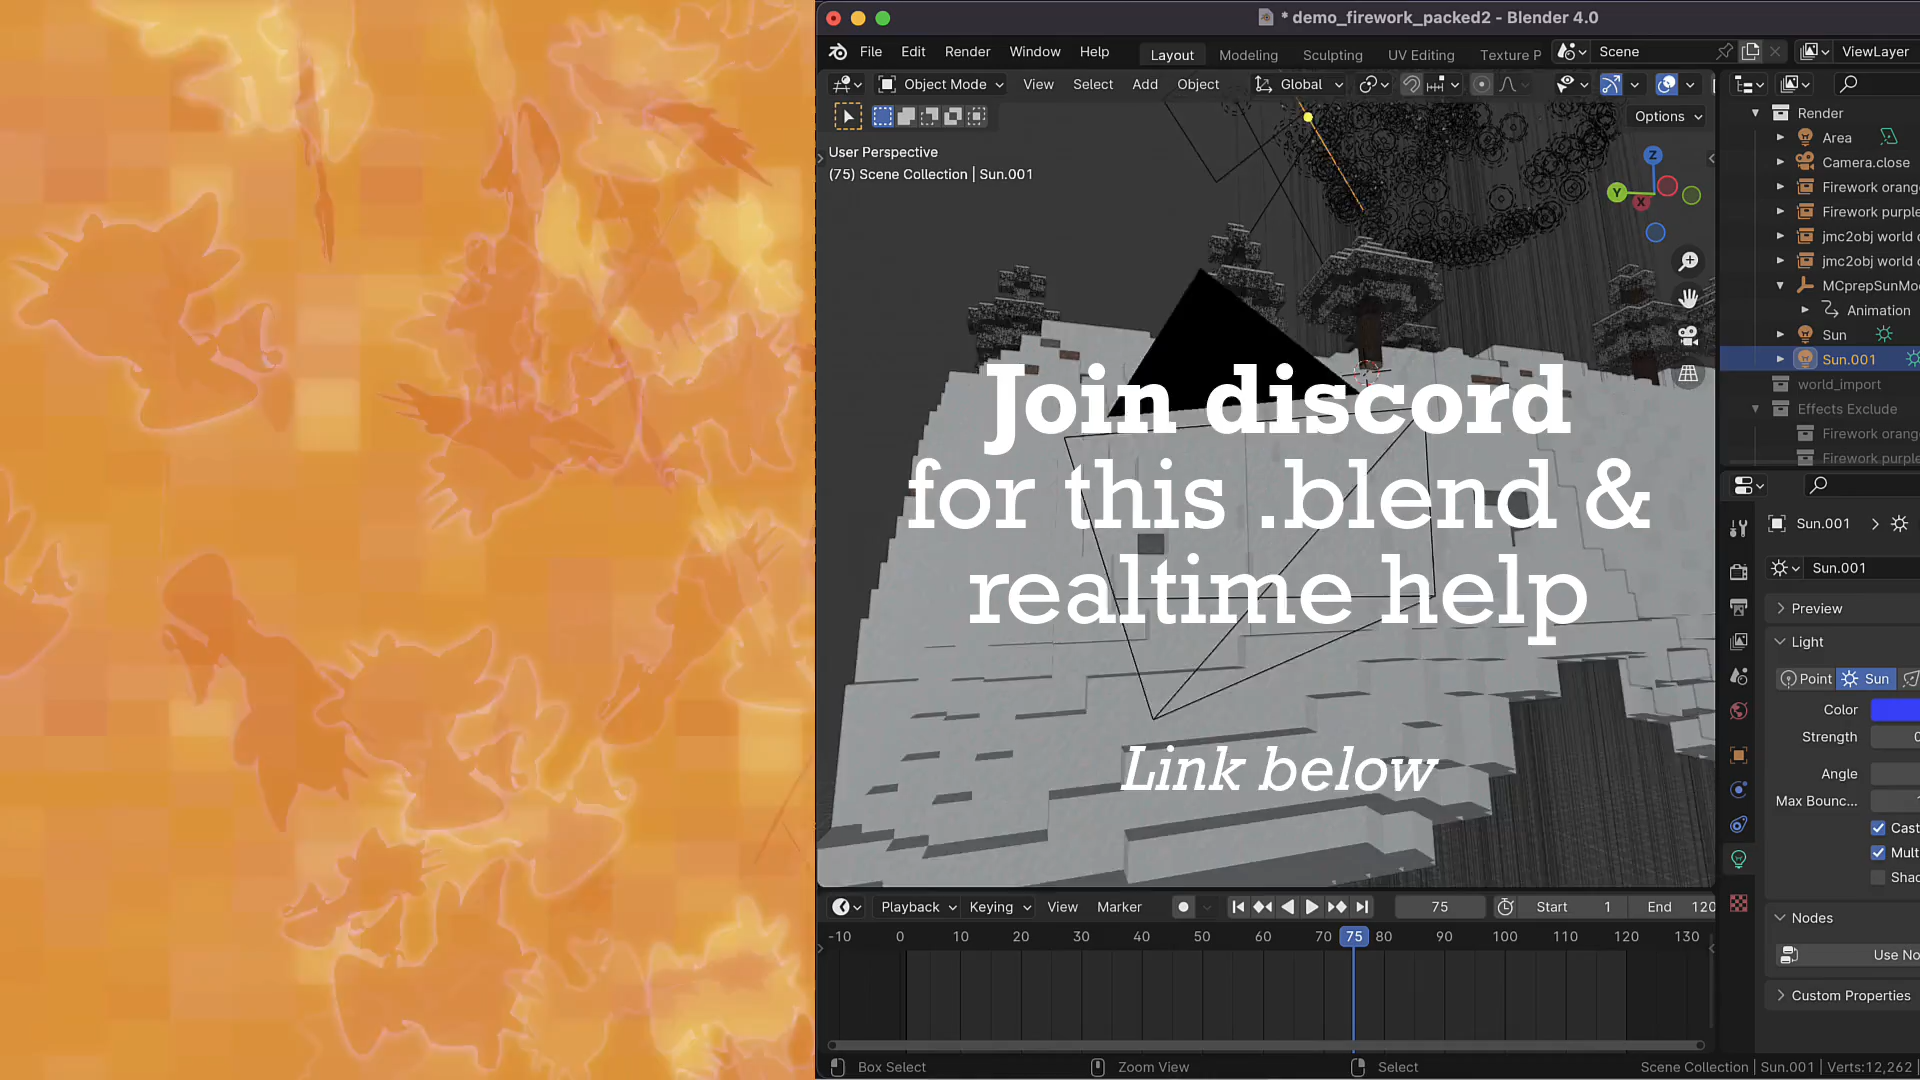 * demo_firework_packed2 - Blender 4.0
File Edit Render Window Help Layout Modeling Sculpting UV Editing Texture P Scene ViewLayer
Object Mode View Select Add Object Global
Options
User Perspective
(75) Scene Collection | Sun.001
Z
Y
X
Render
Area
Camera.close
Firework orang
Firework purple
jmc2obj world c
jmc2obj world c
MCprepSunMo
Animation
Sun
Sun.001
world_import
Effects Exclude
Firework orang
Firework purple
Join discord
for this .blend &
realtime help
Link below
Sun.001
Sun.001
Preview
Light
Point Sun
Color
Strength 0
Angle
Max Bounc...
Cast
Mult
Shad
Nodes
Use No
Custom Properties
Playback Keying View Marker 75 Start 1 End 120
-10 0 10 20 30 40 50 60 70 75 80 90 100 110 120 130
Box Select Zoom View Select Scene Collection | Sun.001 | Verts:12,262